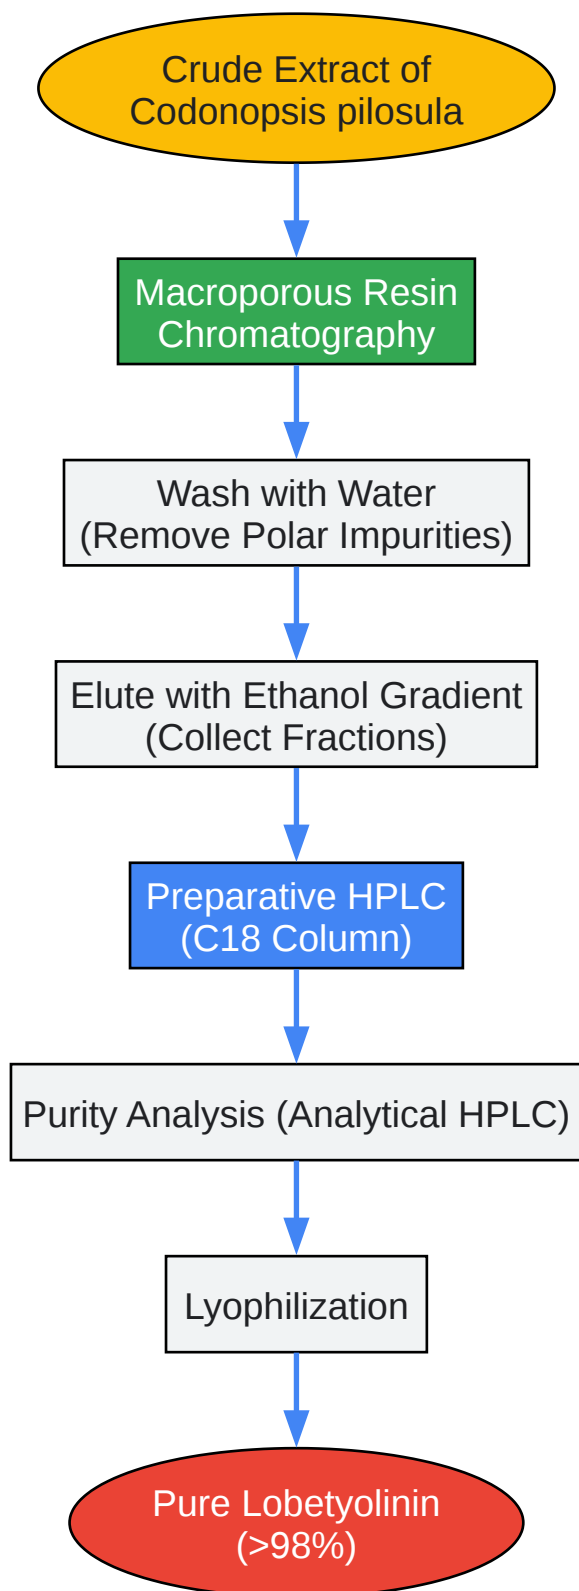 Crude Extract of
Codonopsis pilosula
Macroporous Resin
Chromatography
Wash with Water
(Remove Polar Impurities)
Elute with Ethanol Gradient
(Collect Fractions)
Preparative HPLC
(C18 Column)
Purity Analysis (Analytical HPLC)
Lyophilization
Pure Lobetyolinin
(>98%)